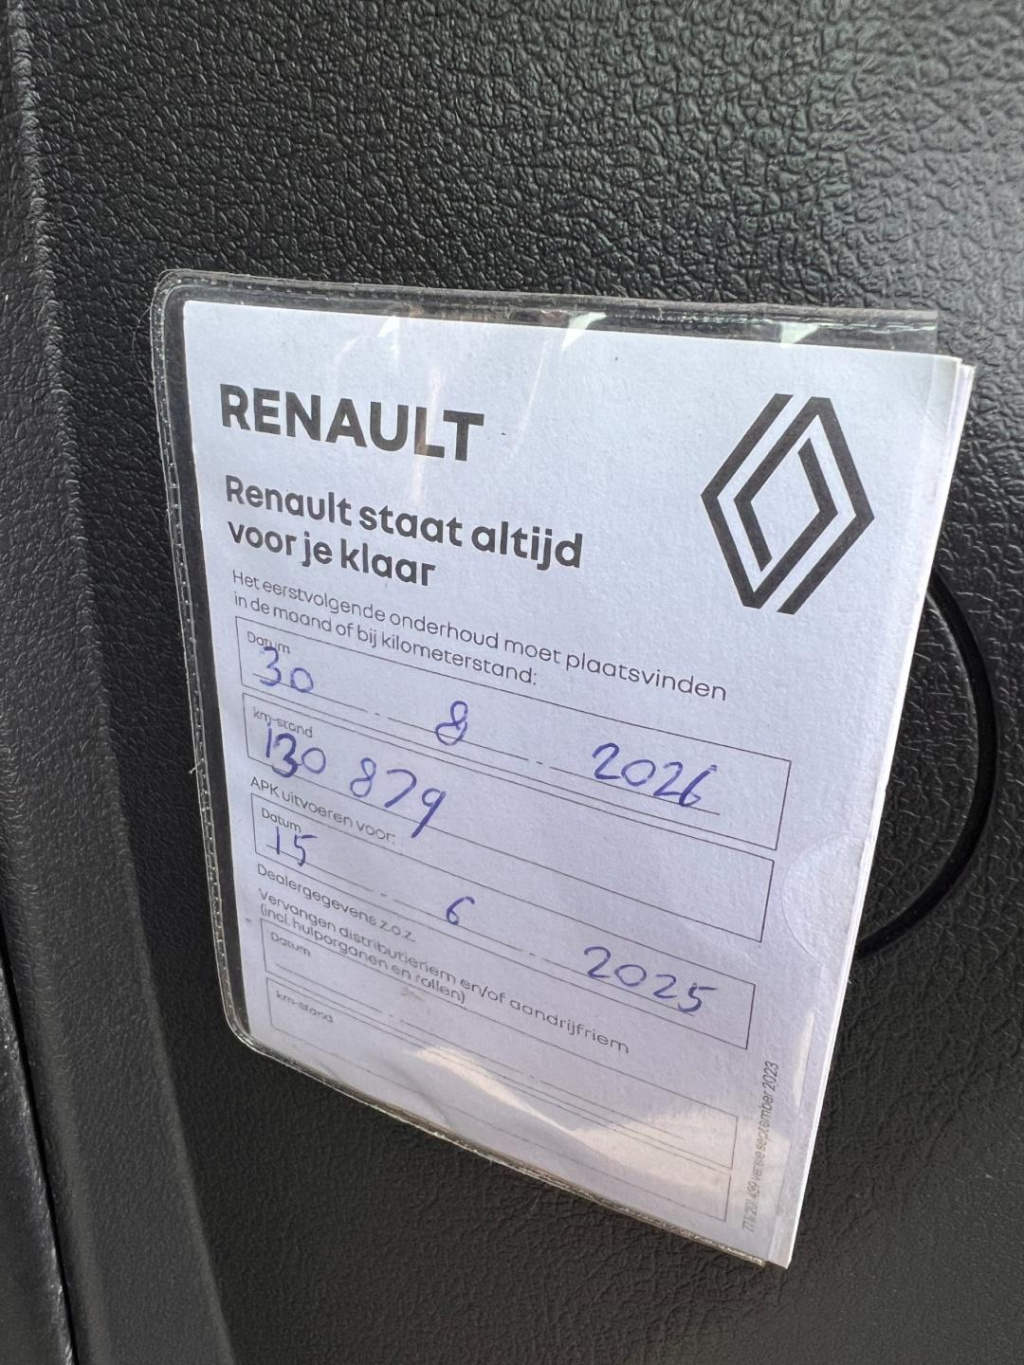 RENAULT
Renault staat altijd
voor je klaar
Het eerstvolgende onderhoud moet plaatsvinden
in de maand of bij kilometerstand:
Datum
30 - 8 - 2026
km-stand
130 879
APK uitvoeren voor:
Datum
15 - 6 - 2025
Dealergegevens z.o.z.
Vervangen distributieriem en/of aandrijfriem
(incl. hulporganen en rollen)
Datum
km-stand
versie september 2023